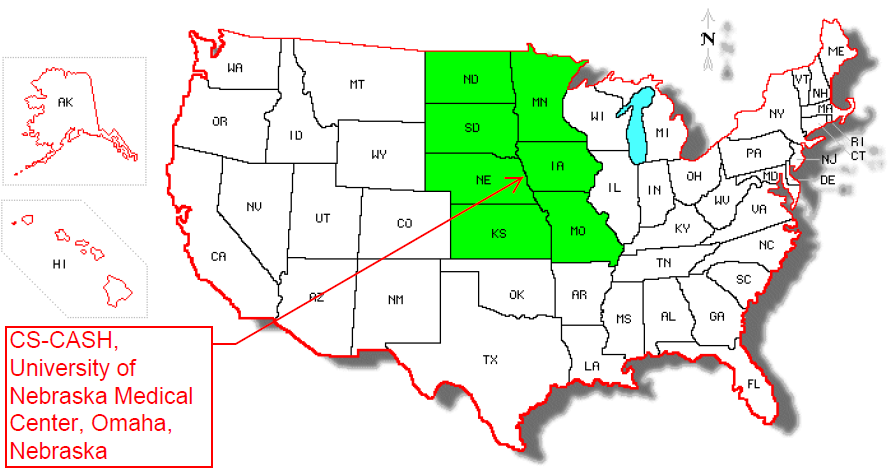 N
ME
WA
MT
ND
MN
VT
NH
AK
OR
ID
SD
WI
MI
NY
MA
WY
RI
CT
NE
IA
PA
NJ
OH
MD
DE
IL
IN
NV
UT
CO
WV
VA
KS
MO
KY
CA
NC
HI
TN
AZ
NM
OK
AR
SC
MS
AL
GA
TX
LA
FL
CS-CASH,
University of
Nebraska Medical
Center, Omaha,
Nebraska